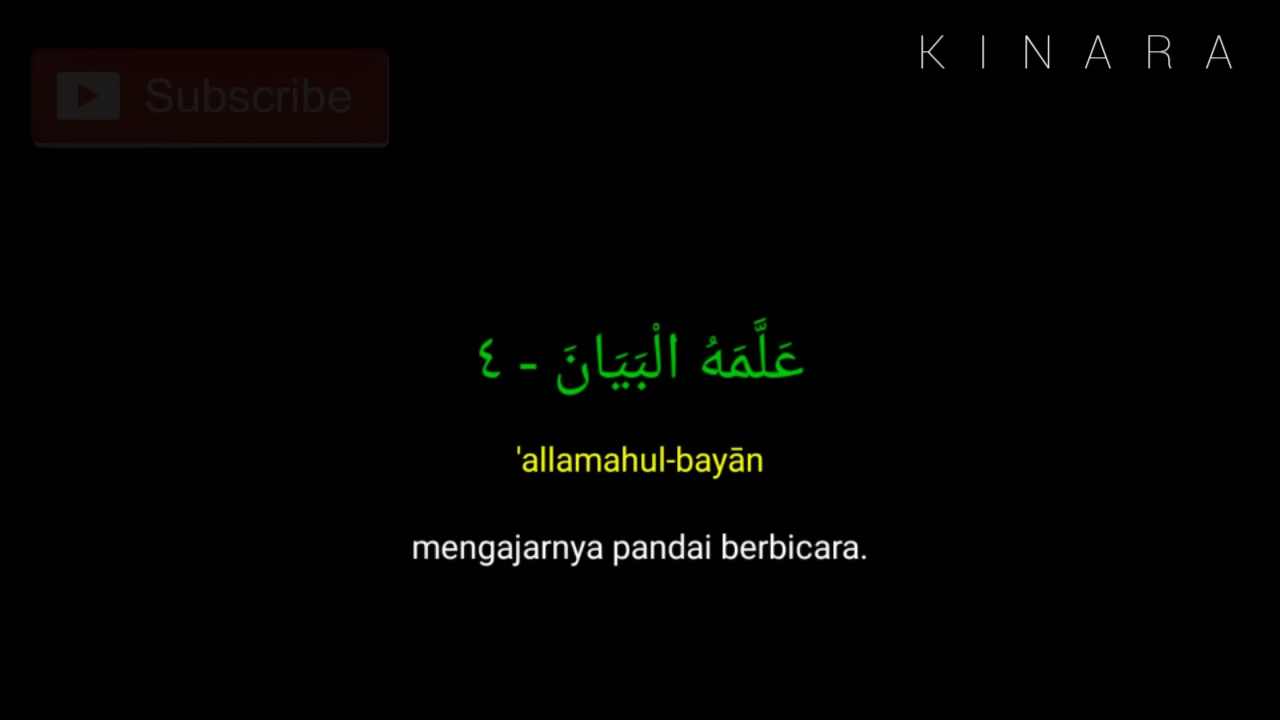 K I N A R A
Subscribe
عَلَّمَهُ الْبَيَانَ - ٤
'allamahul-bayān
mengajarnya pandai berbicara.